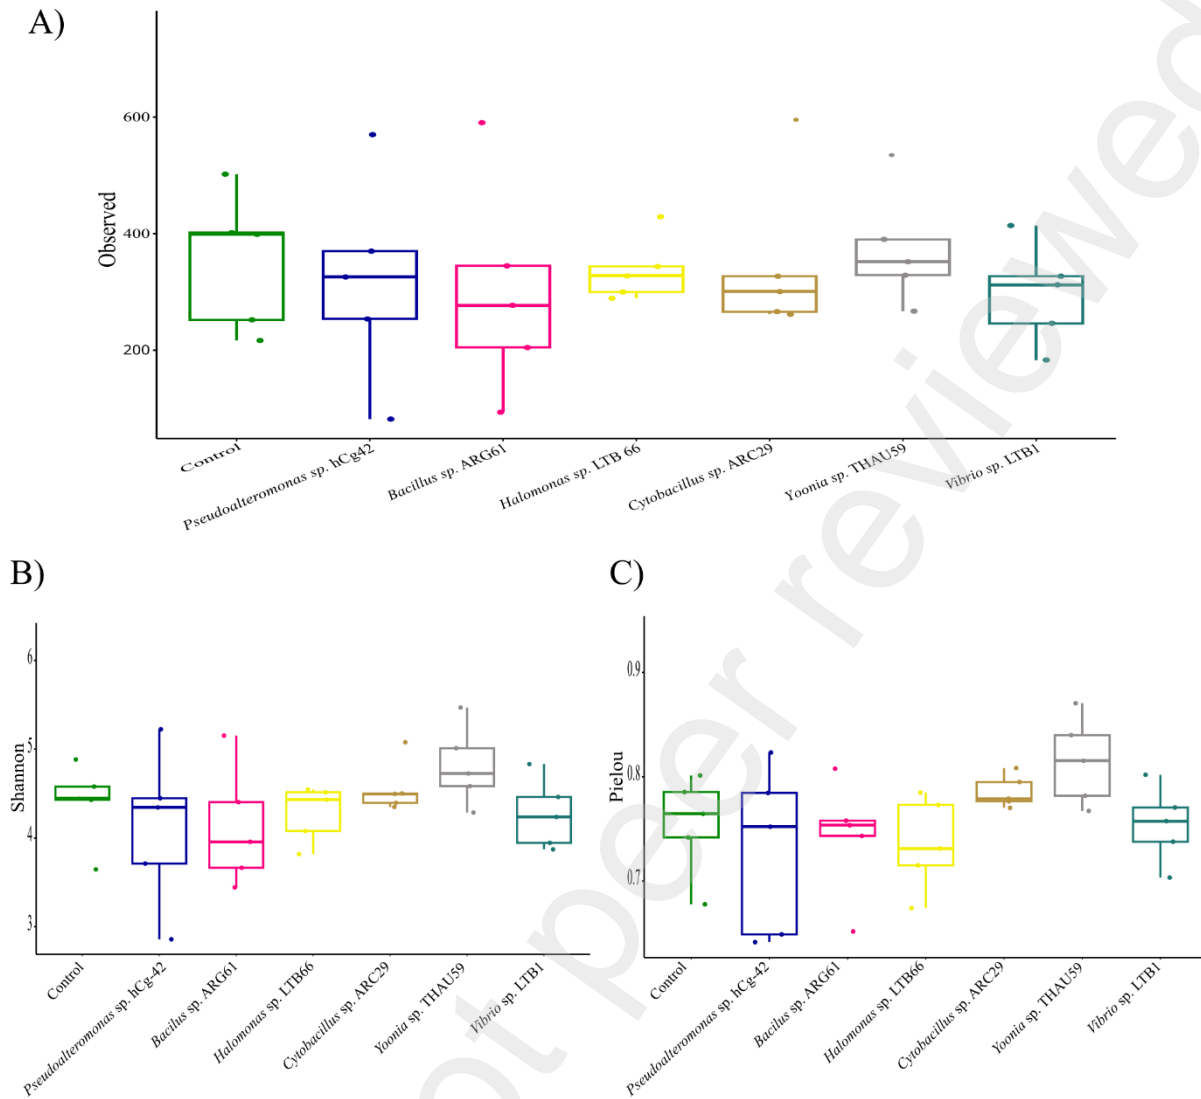 A)
600
400
200
Observed
Control
Pseudoalteromonas sp. hCg42
Bacillus sp. ARG61
Halomonas sp. LTB 66
Cytobacillus sp. ARC29
Yoonia sp. THAU59
Vibrio sp. LTB1
B)
6
5
4
3
Shannon
Control
Pseudoalteromonas sp. hCg-42
Bacilus sp. ARG61
Halomonas sp. LTB66
Cytobacillus sp. ARC29
Yoonia sp. THAU59
Vibrio sp. LTB1
C)
0.9
0.8
0.7
Pielou
Control
Pseudoalteromonas sp. hCg-42
Bacilus sp. ARG61
Halomonas sp. LTB66
Cytobacillus sp. ARC29
Yoonia sp. THAU59
Vibrio sp. LTB1
ot peer reviewed